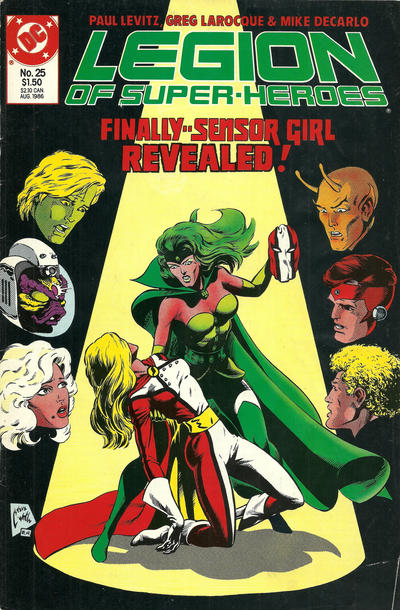 PAUL LEVITZ, GREG LAROCQUE & MIKE DECARLO
DC
No. 25
$1.50
$2.10 CAN.
AUG. 1986
LEGION
OF SUPER-HEROES
®
FINALLY--SENSOR GIRL
REVEALED!